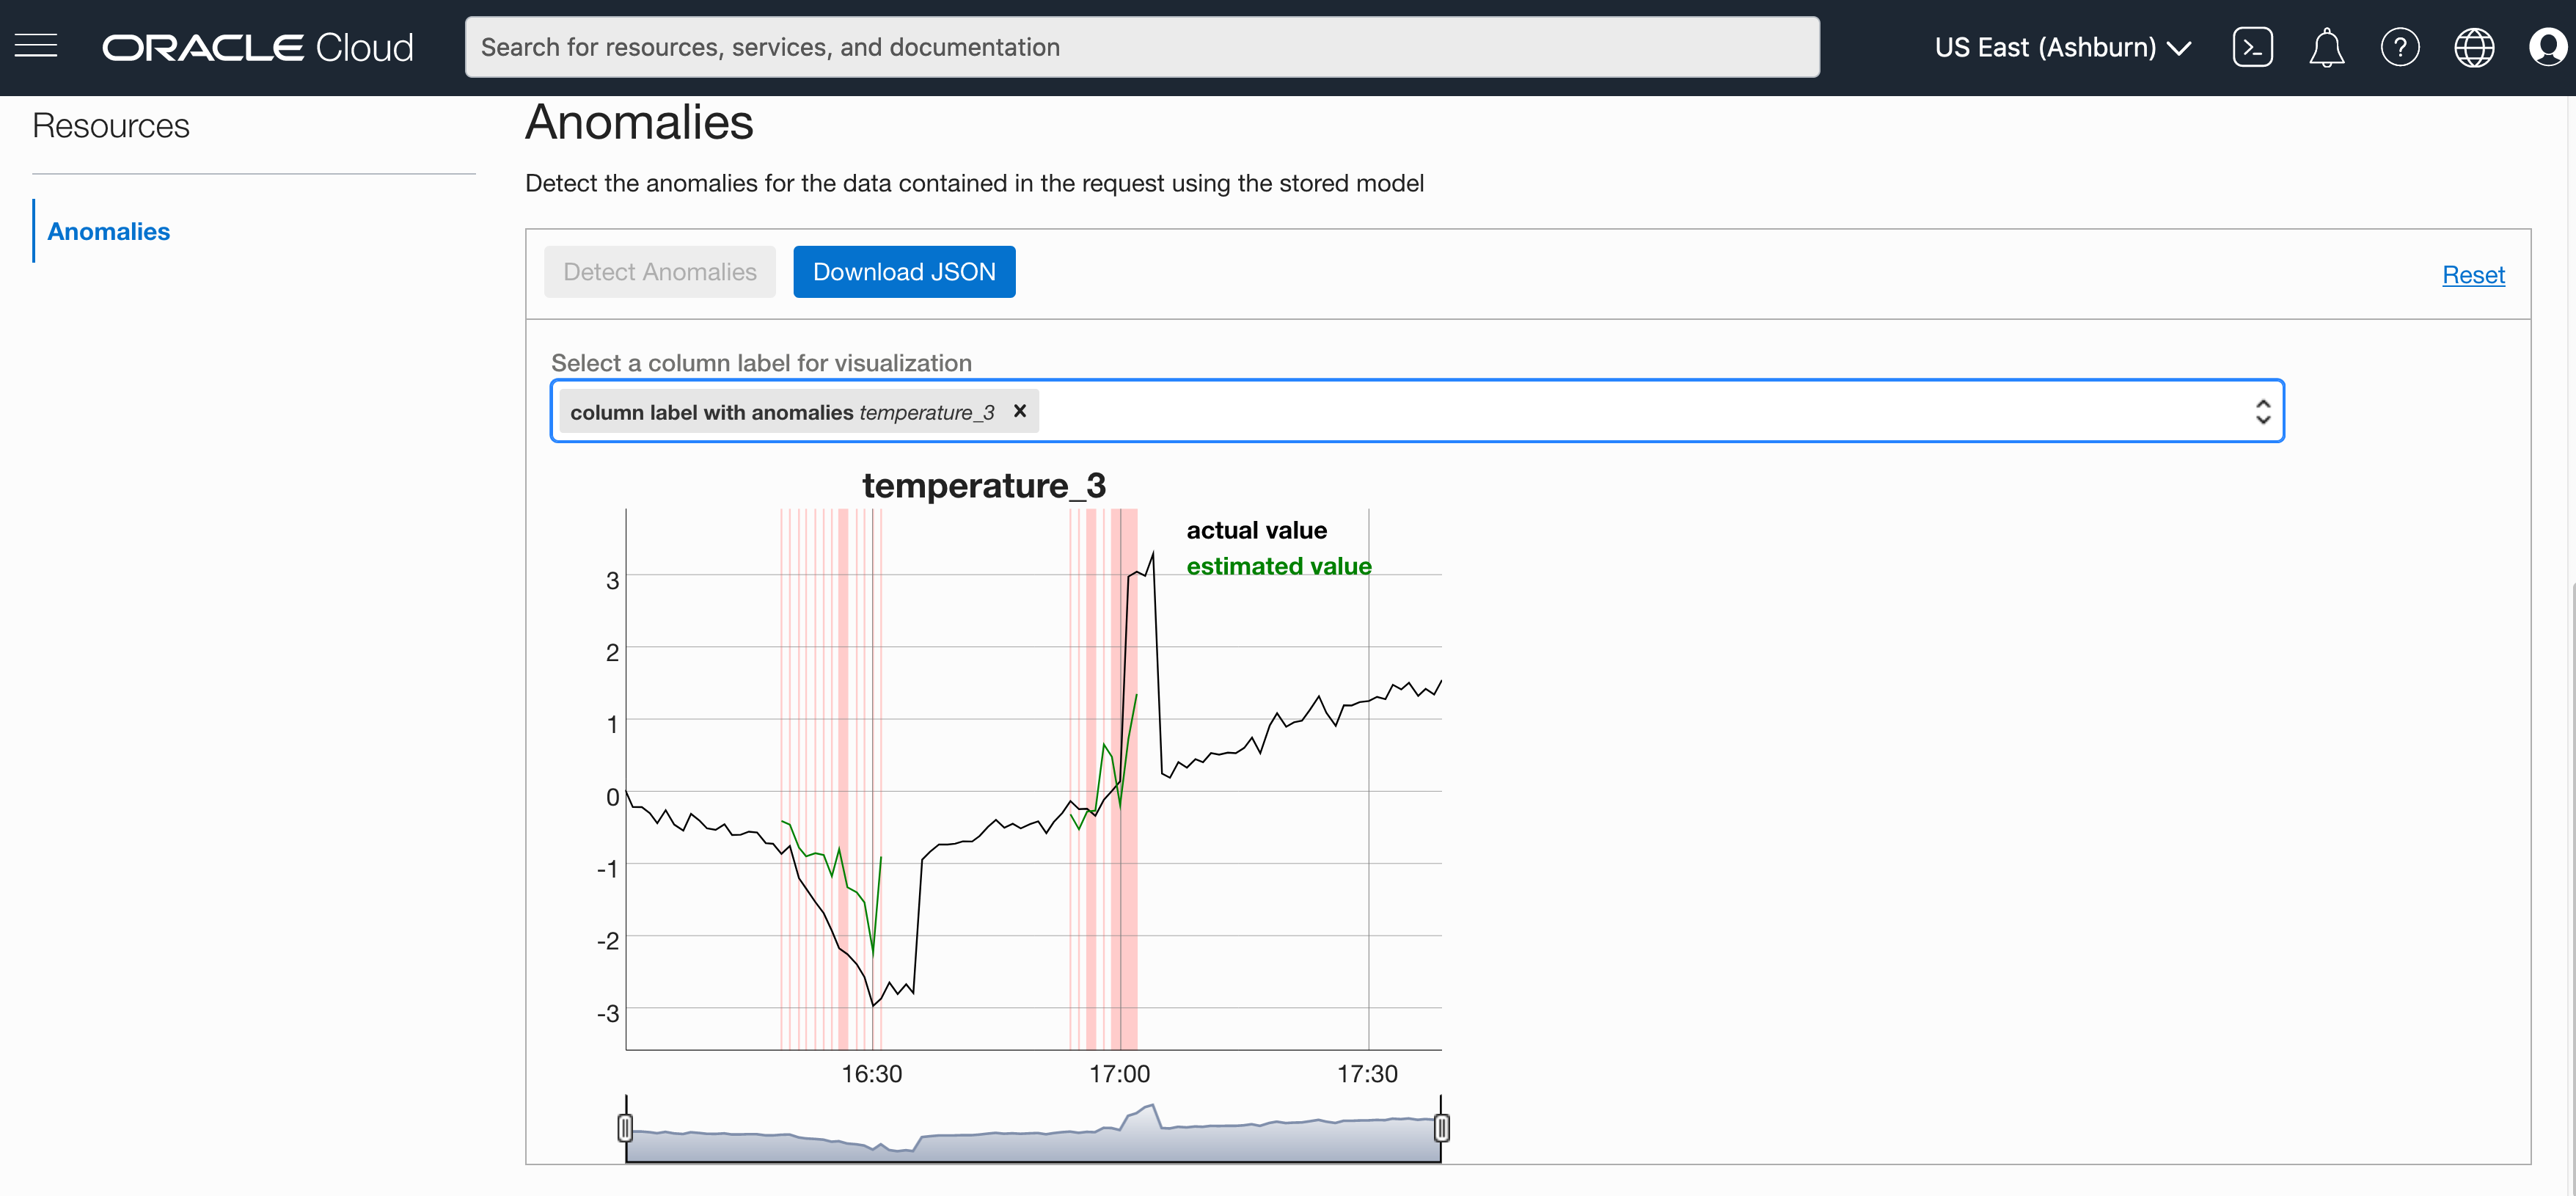 ORACLE Cloud
Search for resources, services, and documentation
US East (Ashburn)
Resources
Anomalies
Anomalies
Detect the anomalies for the data contained in the request using the stored model
Detect Anomalies
Download JSON
Reset
Select a column label for visualization
column label with anomalies temperature_3 ×
temperature_3
actual value
estimated value
3
2
1
0
-1
-2
-3
16:30
17:00
17:30